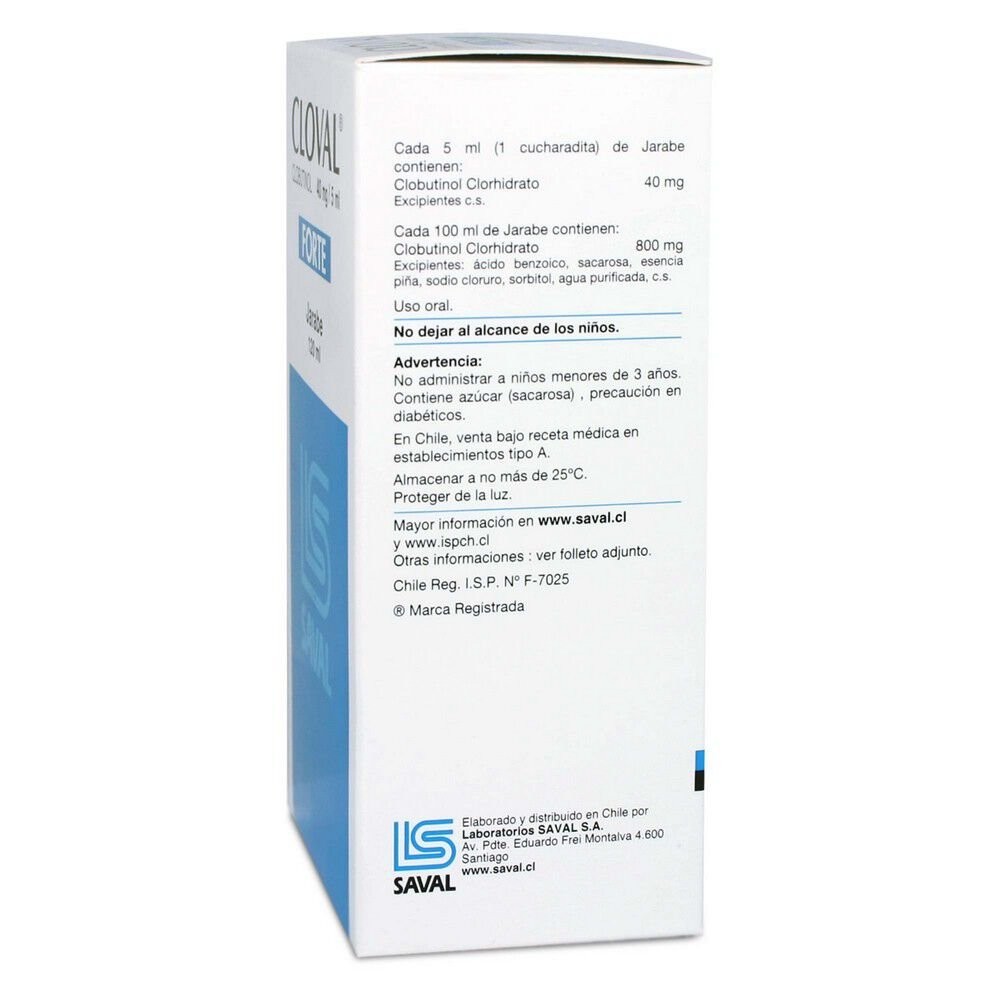 CLOVAL®
CLOBUTINOL 40 mg / 5 ml
FORTE
Jarabe
120 ml
SAVAL
Cada 5 ml (1 cucharadita) de Jarabe
contienen:
Clobutinol Clorhidrato 40 mg
Excipientes c.s.
Cada 100 ml de Jarabe contienen:
Clobutinol Clorhidrato 800 mg
Excipientes: ácido benzoico, sacarosa, esencia
piña, sodio cloruro, sorbitol, agua purificada, c.s.
Uso oral.
No dejar al alcance de los niños.
Advertencia:
No administrar a niños menores de 3 años.
Contiene azúcar (sacarosa) , precaución en
diabéticos.
En Chile, venta bajo receta médica en
establecimientos tipo A.
Almacenar a no más de 25°C.
Proteger de la luz.
Mayor información en www.saval.cl
y www.ispch.cl
Otras informaciones : ver folleto adjunto.
Chile Reg. I.S.P. N° F-7025
® Marca Registrada
Elaborado y distribuido en Chile por
Laboratorios SAVAL S.A.
Av. Pdte. Eduardo Frei Montalva 4.600
Santiago
www.saval.cl
SAVAL